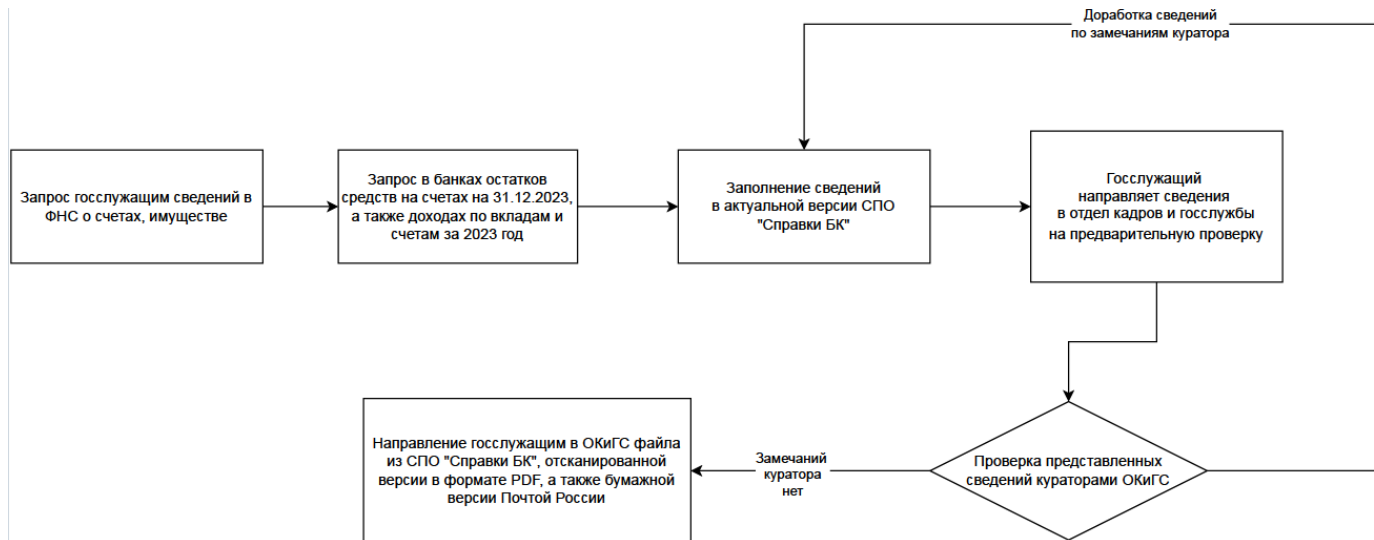 Доработка сведений
по замечаниям куратора
Запрос госслужащим сведений в
ФНС о счетах, имуществе
Запрос в банках остатков
средств на счетах на 31.12.2023,
а также доходах по вкладам и
счетам за 2023 год
Заполнение сведений
в актуальной версии СПО
"Справки БК"
Госслужащий
направляет сведения
в отдел кадров и госслужбы
на предварительную проверку
Направление госслужащим в ОКиГС файла
из СПО "Справки БК", отсканированной
версии в формате PDF, а также бумажной
версии Почтой России
Замечаний
куратора
нет
Проверка представленных
сведений кураторами ОКиГС